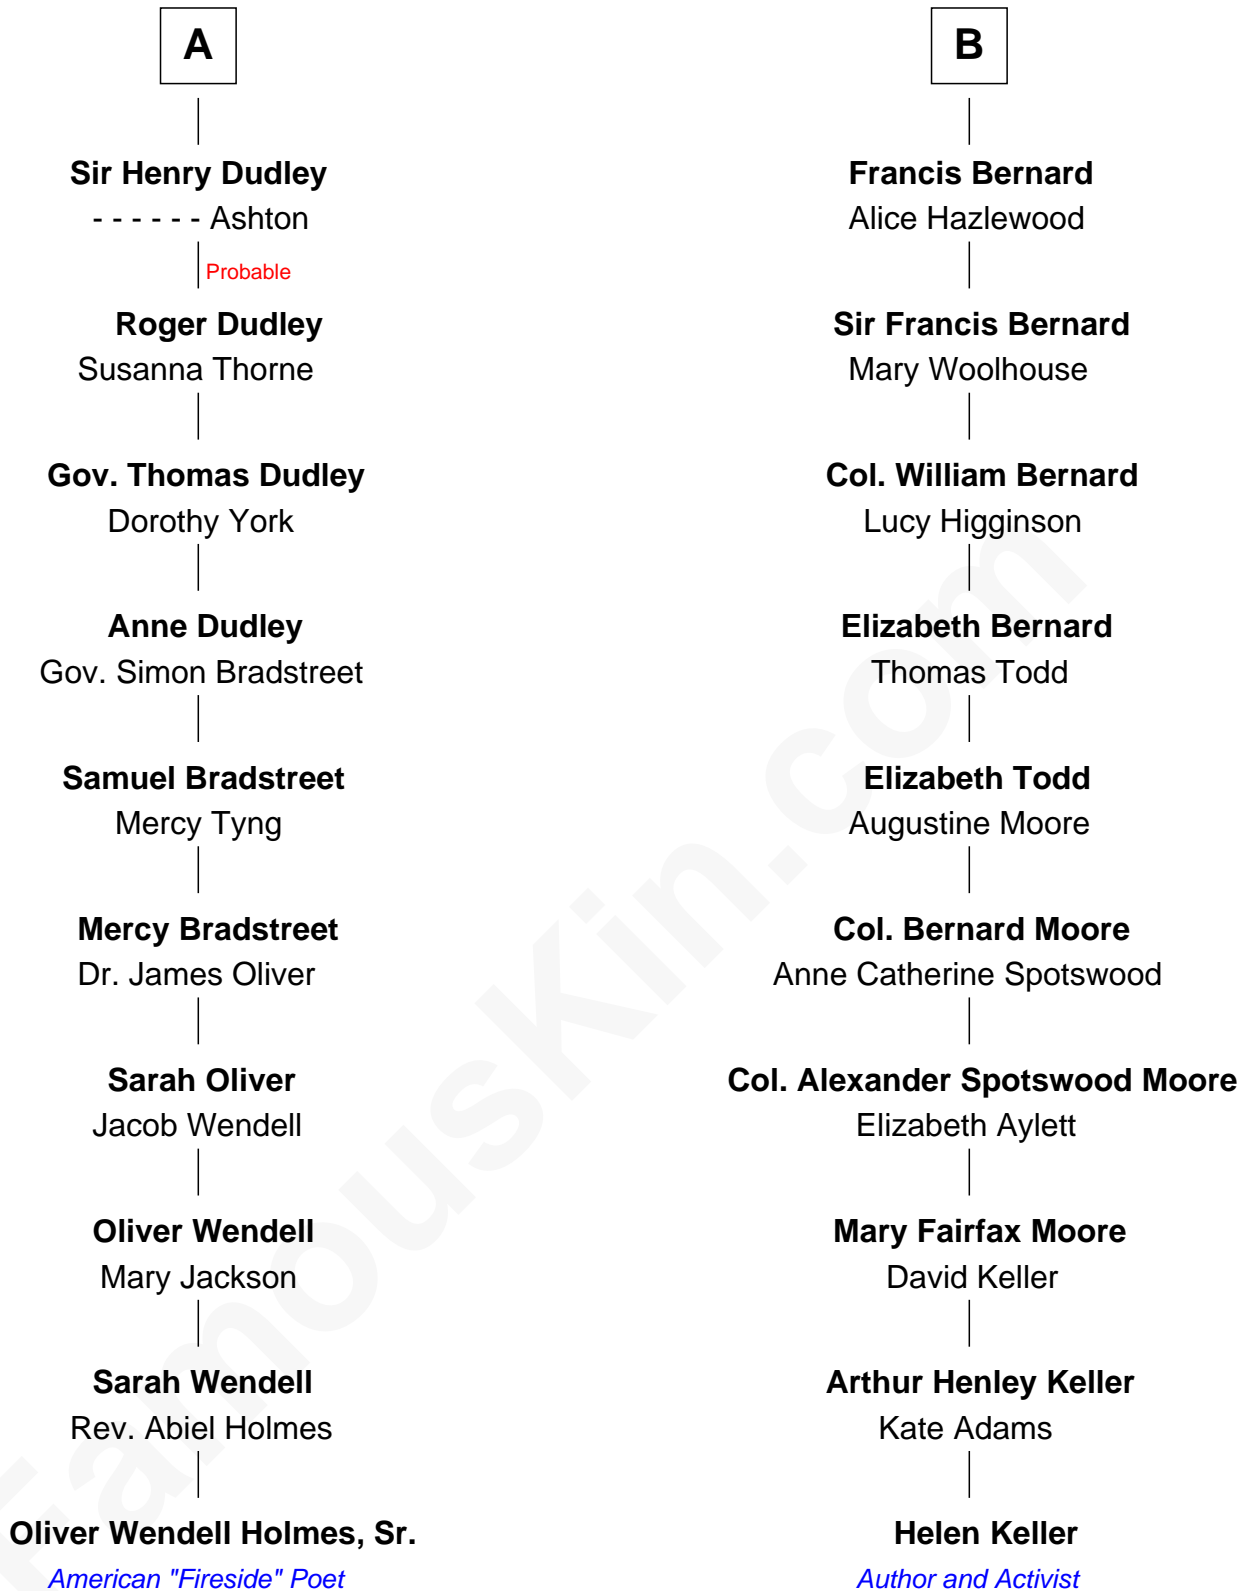 A
Sir Henry Dudley
- - - - - - Ashton
Probable
Roger Dudley
Susanna Thorne
Gov. Thomas Dudley
Dorothy York
Anne Dudley
Gov. Simon Bradstreet
Samuel Bradstreet
Mercy Tyng
Mercy Bradstreet
Dr. James Oliver
Sarah Oliver
Jacob Wendell
Oliver Wendell
Mary Jackson
Sarah Wendell
Rev. Abiel Holmes
Oliver Wendell Holmes, Sr.
American "Fireside" Poet
B
Francis Bernard
Alice Hazlewood
Sir Francis Bernard
Mary Woolhouse
Col. William Bernard
Lucy Higginson
Elizabeth Bernard
Thomas Todd
Elizabeth Todd
Augustine Moore
Col. Bernard Moore
Anne Catherine Spotswood
Col. Alexander Spotswood Moore
Elizabeth Aylett
Mary Fairfax Moore
David Keller
Arthur Henley Keller
Kate Adams
Helen Keller
Author and Activist
FamousKin.com